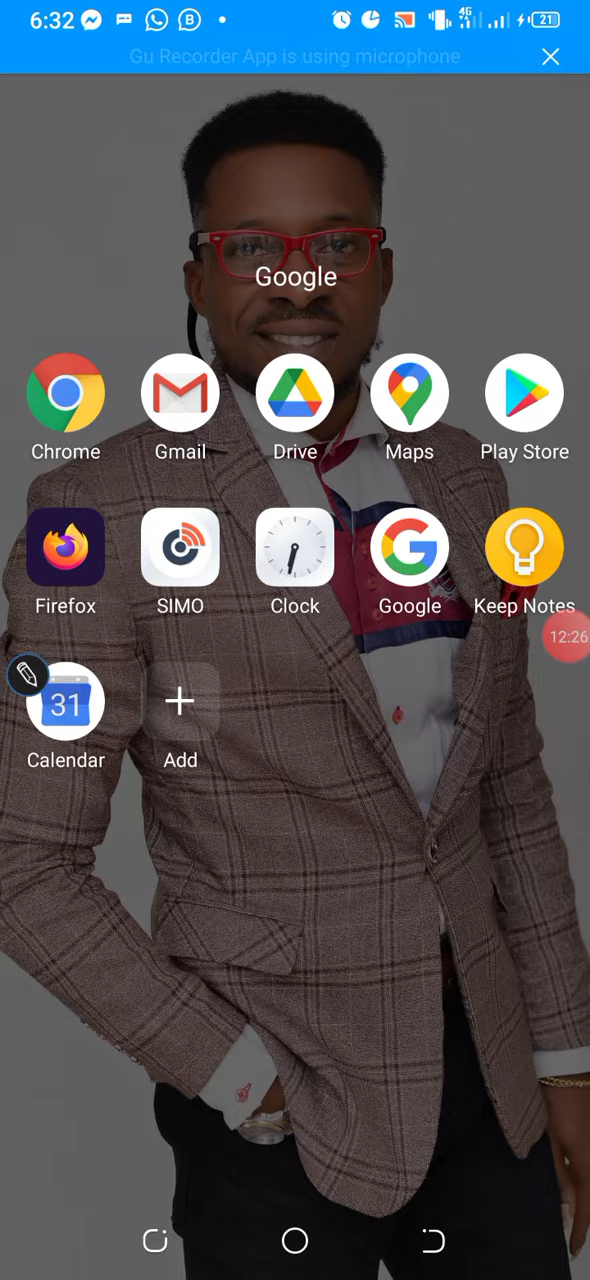 6:32 B 4G 21
Gu Recorder App is using microphone
Google
Chrome Gmail Drive Maps Play Store
Firefox SIMO Clock Google Keep Notes
12:26
31
Calendar Add